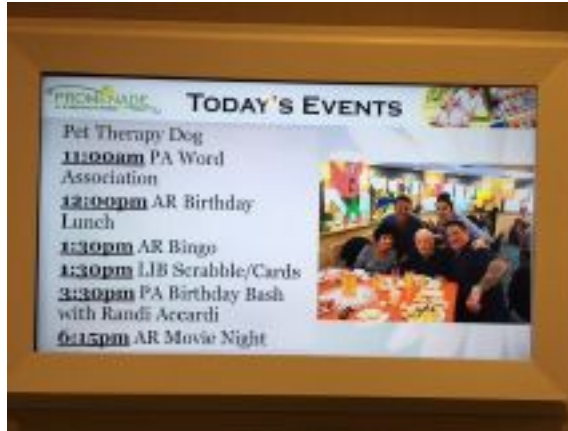 PROMENADE
TODAY'S EVENTS
Pet Therapy Dog
11:00am PA Word
Association
12:00pm AR Birthday
Lunch
1:30pm AR Bingo
1:30pm LIB Scrabble/Cards
3:30pm PA Birthday Bash
with Randi Accardi
6:15pm AR Movie Night